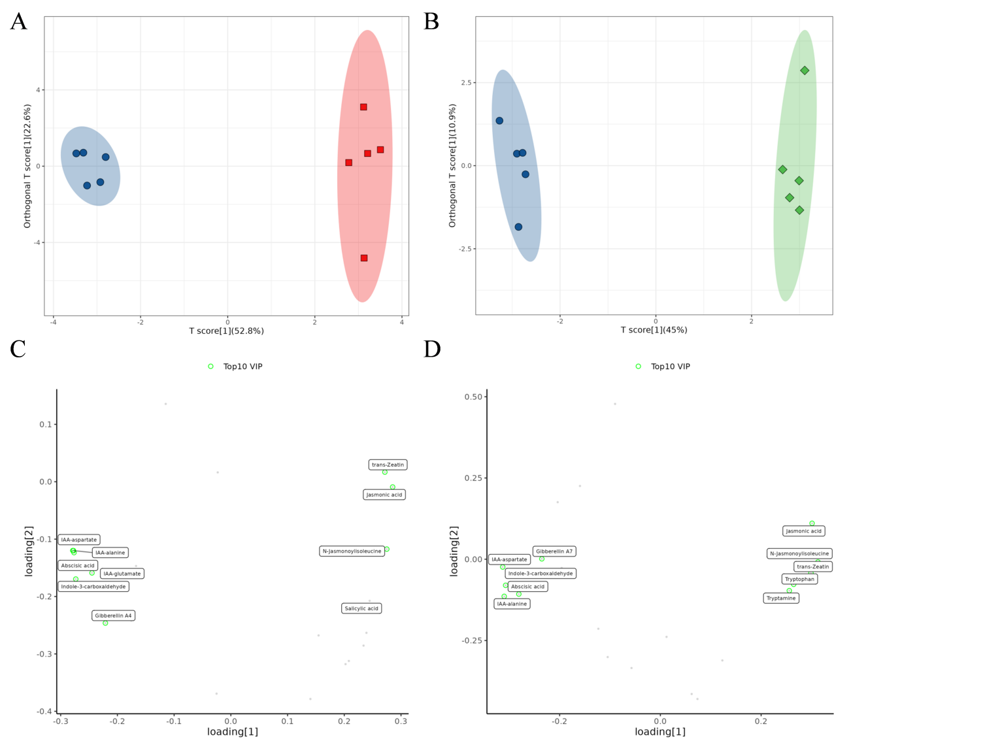 A
Orthogonal T score[1](22.6%)
4
0
-4
-4
-2
0
2
4
T score[1](52.8%)
B
Orthogonal T score[1](10.9%)
2.5
0.0
-2.5
-2
0
2
T score[1](45%)
C
Top10 VIP
loading[2]
0.1
0.0
-0.1
-0.2
-0.3
-0.4
trans-Zeatin
Jasmonic acid
IAA-aspartate
IAA-alanine
N-Jasmonoylisoleucine
Abscisic acid
IAA-glutamate
Indole-3-carboxaldehyde
Salicylic acid
Gibberellin A4
-0.3
-0.2
-0.1
0.0
0.1
0.2
0.3
loading[1]
D
Top10 VIP
loading[2]
0.50
0.25
0.00
-0.25
Jasmonic acid
Gibberellin A7
N-Jasmonoylisoleucine
IAA-aspartate
trans-Zeatin
Indole-3-carboxaldehyde
Tryptophan
Abscisic acid
Tryptamine
IAA-alanine
-0.2
0.0
0.2
loading[1]